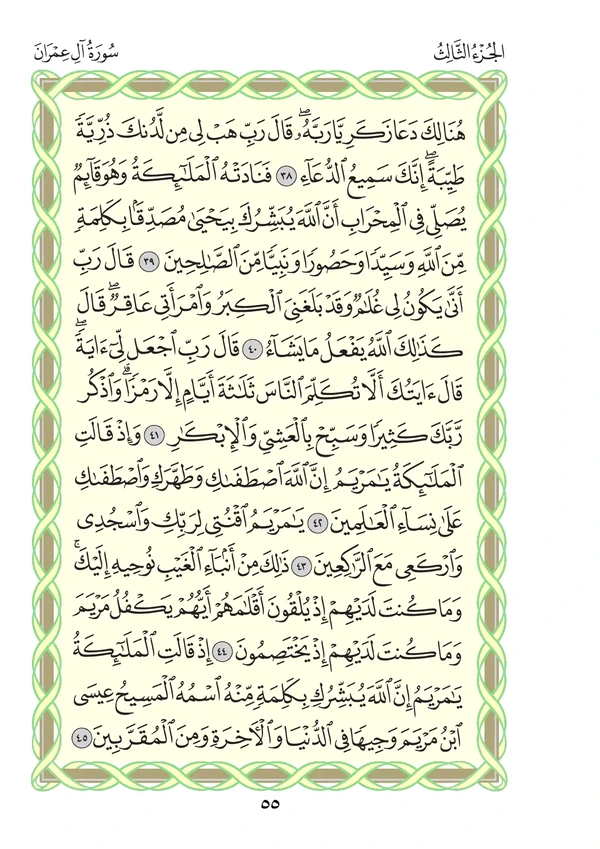 الجُزْءُ الثَّالِثُ
سُورَةُ آلِ عِمْرَانَ
هُنَالِكَ دَعَا زَكَرِيَّا رَبَّهُۥۖ قَالَ رَبِّ هَبْ لِى مِن لَّدُنكَ ذُرِّيَّةً
طَيِّبَةًۖ إِنَّكَ سَمِيعُ ٱلدُّعَآءِ ٣٨ فَنَادَتْهُ ٱلْمَلَٰٓئِكَةُ وَهُوَ قَآئِمٌ
يُصَلِّى فِى ٱلْمِحْرَابِ أَنَّ ٱللَّهَ يُبَشِّرُكَ بِيَحْيَىٰ مُصَدِّقًۢا بِكَلِمَةٍ
مِّنَ ٱللَّهِ وَسَيِّدًا وَحَصُورًا وَنَبِيًّا مِّنَ ٱلصَّٰلِحِينَ ٣٩ قَالَ رَبِّ
أَنَّىٰ يَكُونُ لِى غُلَٰمٌ وَقَدْ بَلَغَنِىَ ٱلْكِبَرُ وَٱمْرَأَتِى عَاقِرٌۖ قَالَ
كَذَٰلِكَ ٱللَّهُ يَفْعَلُ مَا يَشَآءُ ٤٠ قَالَ رَبِّ ٱجْعَل لِّىٓ ءَايَةًۖ
قَالَ ءَايَتُكَ أَلَّا تُكَلِّمَ ٱلنَّاسَ ثَلَٰثَةَ أَيَّامٍ إِلَّا رَمْزًاۗ وَٱذْكُر
رَّبَّكَ كَثِيرًا وَسَبِّحْ بِٱلْعَشِىِّ وَٱلْإِبْكَٰرِ ٤١ وَإِذْ قَالَتِ
ٱلْمَلَٰٓئِكَةُ يَٰمَرْيَمُ إِنَّ ٱللَّهَ ٱصْطَفَىٰكِ وَطَهَّرَكِ وَٱصْطَفَىٰكِ
عَلَىٰ نِسَآءِ ٱلْعَٰلَمِينَ ٤٢ يَٰمَرْيَمُ ٱقْنُتِى لِرَبِّكِ وَٱسْجُدِى
وَٱرْكَعِى مَعَ ٱلرَّٰكِعِينَ ٤٣ ذَٰلِكَ مِنْ أَنۢبَآءِ ٱلْغَيْبِ نُوحِيهِ إِلَيْكَۚ
وَمَا كُنتَ لَدَيْهِمْ إِذْ يُلْقُونَ أَقْلَٰمَهُمْ أَيُّهُمْ يَكْفُلُ مَرْيَمَ
وَمَا كُنتَ لَدَيْهِمْ إِذْ يَخْتَصِمُونَ ٤٤ إِذْ قَالَتِ ٱلْمَلَٰٓئِكَةُ
يَٰمَرْيَمُ إِنَّ ٱللَّهَ يُبَشِّرُكِ بِكَلِمَةٍ مِّنْهُ ٱسْمُهُ ٱلْمَسِيحُ عِيسَى
ٱبْنُ مَرْيَمَ وَجِيهًا فِى ٱلدُّنْيَا وَٱلْءَاخِرَةِ وَمِنَ ٱلْمُقَرَّبِينَ ٤٥
٥٥